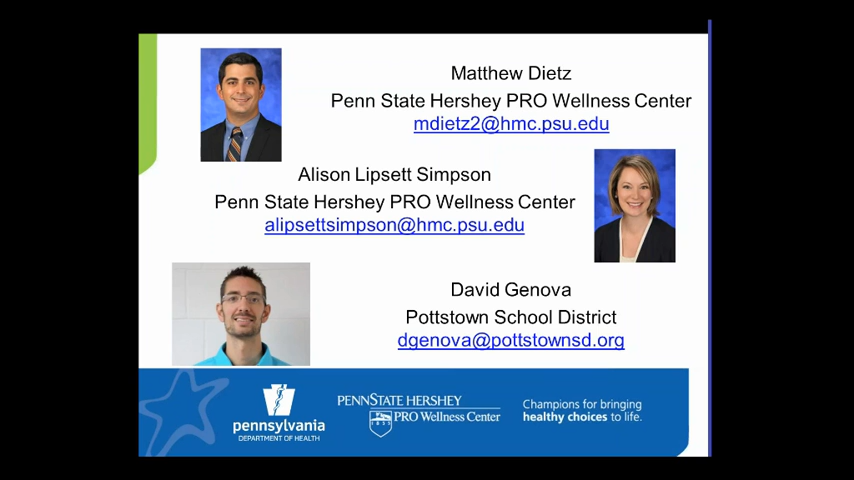 Matthew Dietz
Penn State Hershey PRO Wellness Center
mdietz2@hmc.psu.edu
Alison Lipsett Simpson
Penn State Hershey PRO Wellness Center
alipsettsimpson@hmc.psu.edu
David Genova
Pottstown School District
dgenova@pottstownsd.org
pennsylvania
DEPARTMENT OF HEALTH
PENNSTATE HERSHEY
PRO Wellness Center
1855
Champions for bringing
healthy choices to life.